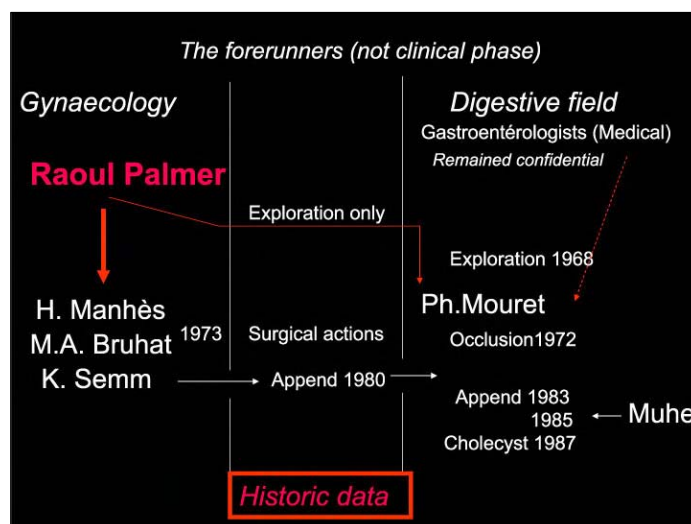 The forerunners (not clinical phase)
Gynaecology
Digestive field
Gastroentérologists (Medical)
Remained confidential
Raoul Palmer
Exploration only
Exploration 1968
Ph.Mouret
H. Manhès
M.A. Bruhat 1973 Surgical actions Occlusion1972
K. Semm Append 1980
Append 1983
1985 Muhe
Cholecyst 1987
Historic data